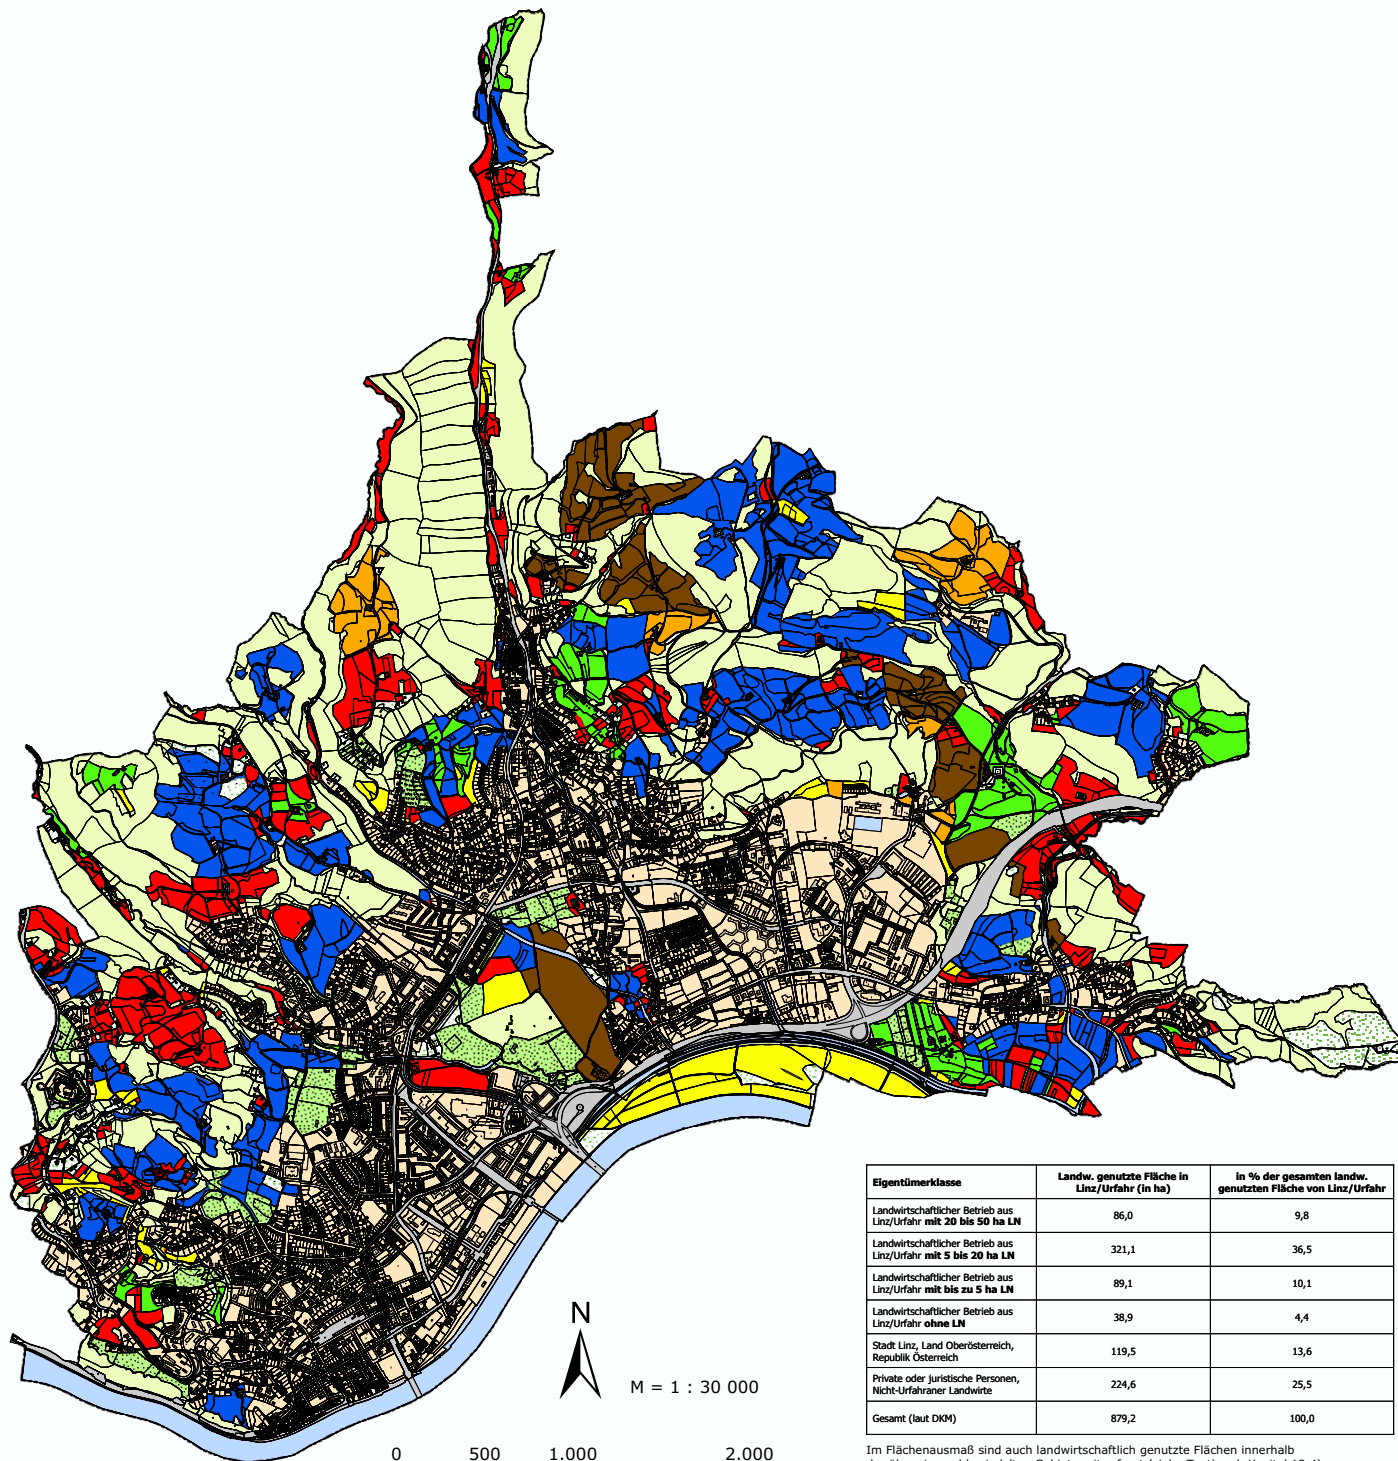 N
M = 1 : 30 000
0 500 1.000 2.000
Eigentümerklasse
Landw. genutzte Fläche in
Linz/Urfahr (in ha)
in % der gesamten landw.
genutzten Fläche von Linz/Urfahr
Landwirtschaftlicher Betrieb aus
Linz/Urfahr mit 20 bis 50 ha LN
86,0
9,8
Landwirtschaftlicher Betrieb aus
Linz/Urfahr mit 5 bis 20 ha LN
321,1
36,5
Landwirtschaftlicher Betrieb aus
Linz/Urfahr mit bis zu 5 ha LN
89,1
10,1
Landwirtschaftlicher Betrieb aus
Linz/Urfahr ohne LN
38,9
4,4
Stadt Linz, Land Oberösterreich,
Republik Österreich
119,5
13,6
Private oder juristische Personen,
Nicht-Urfahraner Landwirte
224,6
25,5
Gesamt (laut DKM)
879,2
100,0
Im Flächenausmaß sind auch landwirtschaftlich genutzte Flächen innerhalb